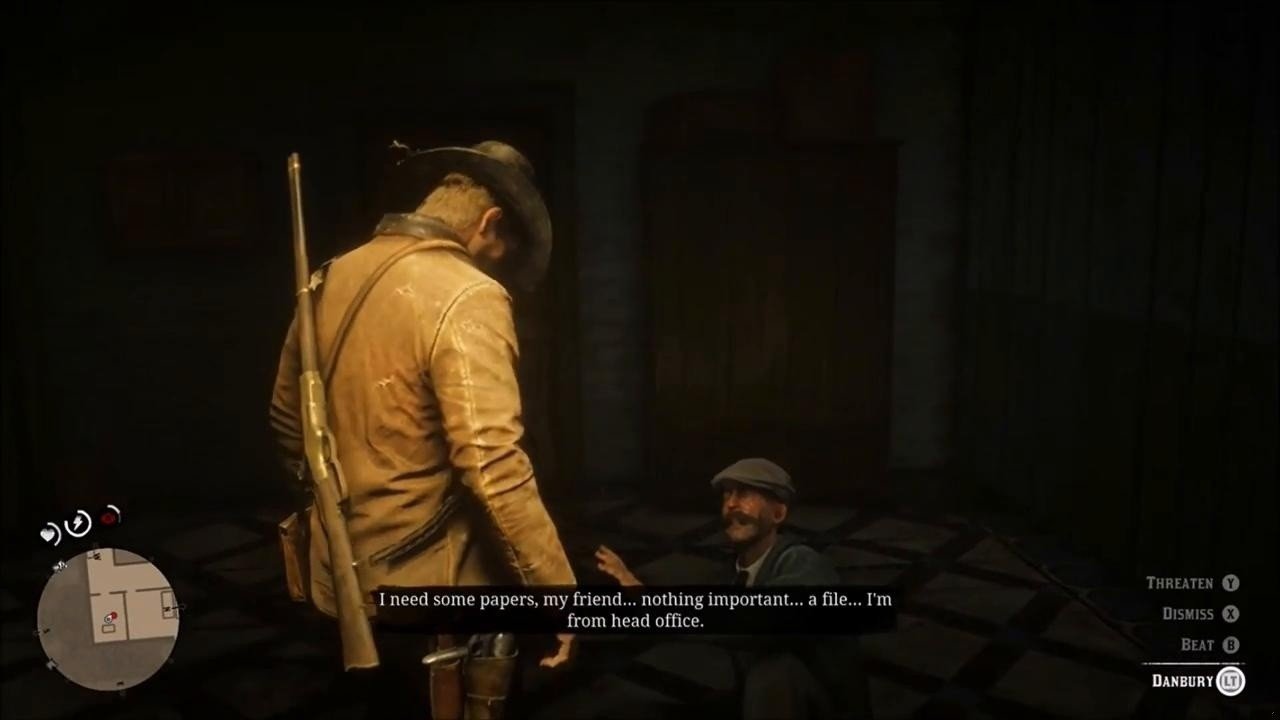 I need some papers, my friend... nothing important... a file... I'm
from head office.
THREATEN Y
DISMISS X
BEAT B
DANBURY LT